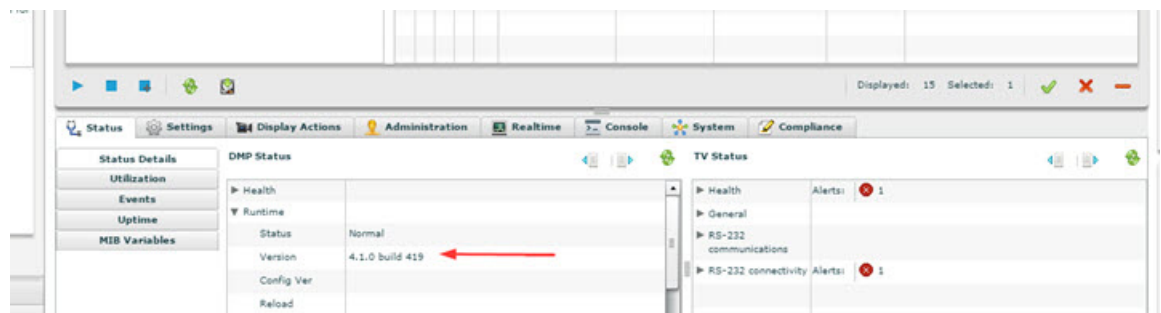 Displayed: 15 Selected: 1
Status Settings Display Actions Administration Realtime Console System Compliance
Status Details
Utilization
Events
Uptime
MIB Variables
DMP Status
Health
Runtime
Status Normal
Version 4.1.0 build 419
Config Ver
Reload
TV Status
Health Alerts: 1
General
RS-232
communications
RS-232 connectivity Alerts: 1